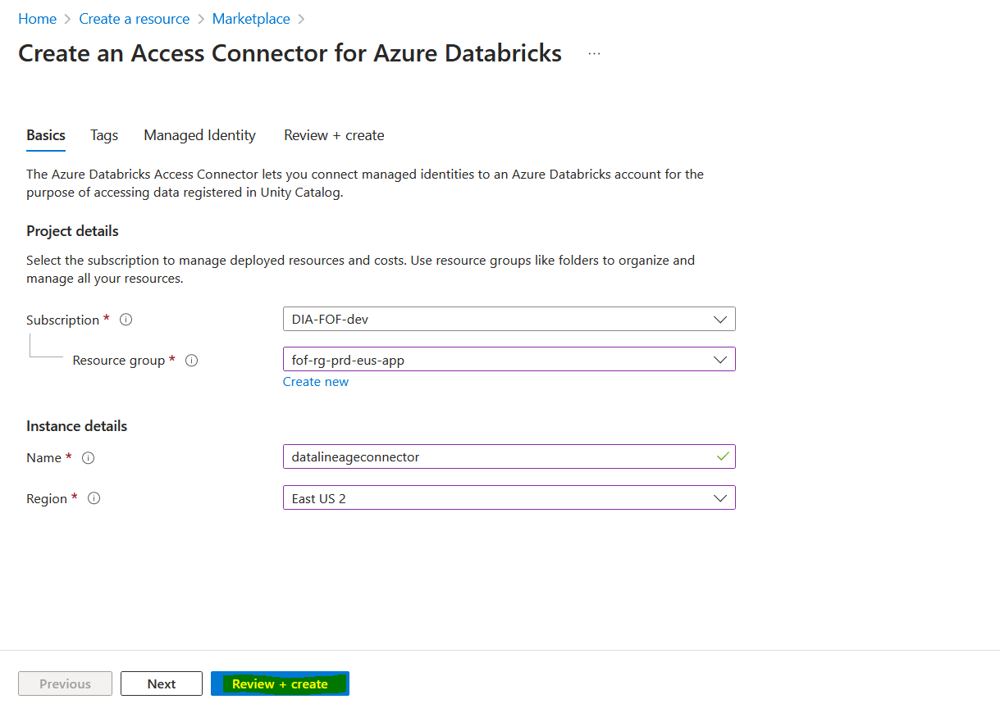 Home > Create a resource > Marketplace >
Create an Access Connector for Azure Databricks ...
Basics Tags Managed Identity Review + create
The Azure Databricks Access Connector lets you connect managed identities to an Azure Databricks account for the
purpose of accessing data registered in Unity Catalog.
Project details
Select the subscription to manage deployed resources and costs. Use resource groups like folders to organize and
manage all your resources.
Subscription * DIA-FOF-dev
Resource group * fof-rg-prd-eus-app
Create new
Instance details
Name * datalineageconnector
Region * East US 2
Previous Next Review + create